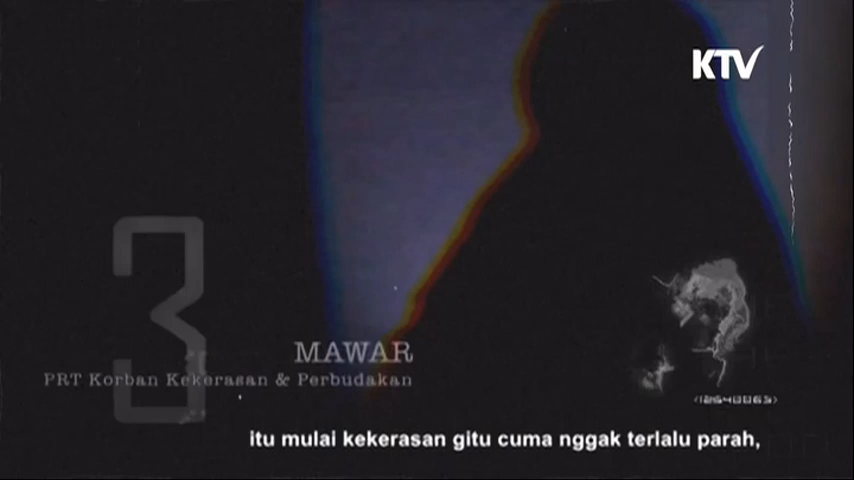 KTV
3
MAWAR
PRT Korban Kekerasan & Perbudakan
itu mulai kekerasan gitu cuma nggak terlalu parah,